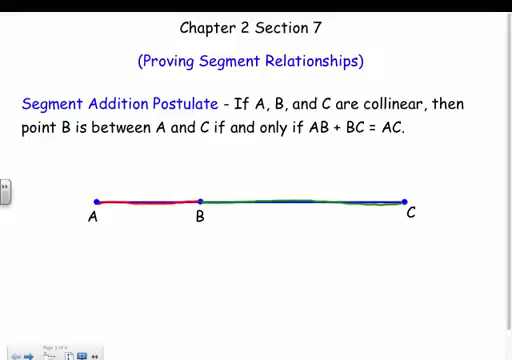 Chapter 2 Section 7
(Proving Segment Relationships)
Segment Addition Postulate - If A, B, and C are collinear, then
point B is between A and C if and only if AB + BC = AC.
A B C